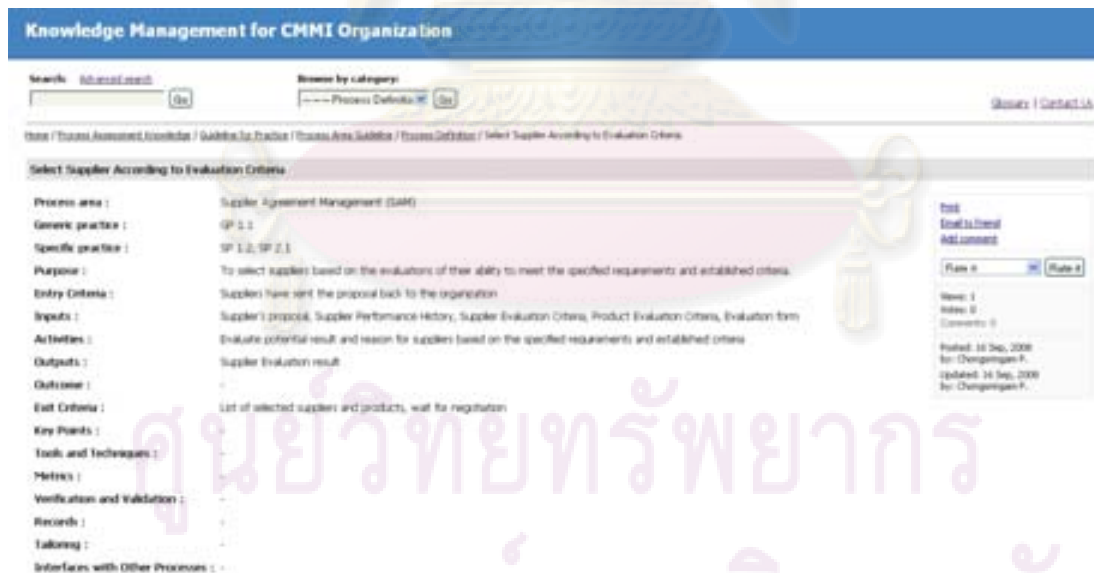 Knowledge Management for CMMI Organization
Search: Advanced search Browse by category:
Go ----Process Definitio Go
Glossary | Contact Us
Home / Process Assessment Knowledge / Guideline for Practice / Process Area Guideline / Process Definition / Select Supplier According to Evaluation Criteria
Select Supplier According to Evaluation Criteria
Process area : Supplier Agreement Management (SAM)
Generic practice : GP 1.1
Specific practice : SP 1.2, SP 2.1
Purpose : To select suppliers based on the evaluations of their ability to meet the specified requirements and established criteria.
Entry Criteria : Suppliers have sent the proposal back to the organization
Inputs : Supplier's proposal, Supplier Performance History, Supplier Evaluation Criteria, Product Evaluation Criteria, Evaluation form
Activities : Evaluate potential result and reason for suppliers based on the specified requirements and established criteria
Outputs : Supplier Evaluation result
Outcome : -
Exit Criteria : List of selected suppliers and products, wait for negotiation
Key Points : -
Tools and Techniques : -
Metrics : -
Verification and Validation : -
Records : -
Tailoring : -
Interfaces with Other Processes : -
Print
Email to friend
Add comment
Rate it Rate it
Views: 1
Votes: 0
Comments: 0
Posted: 16 Sep, 2008
by:
Updated: 16 Sep, 2008
by:
ศูนย์วิทยทรัพยากร